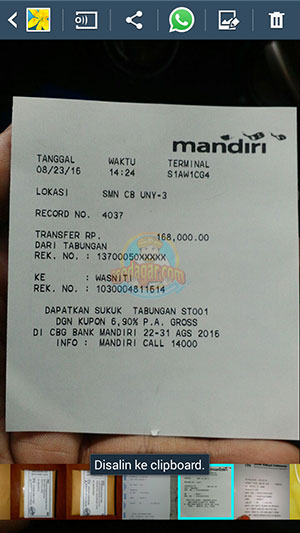 mandiri
TANGGAL WAKTU TERMINAL
08/23/16 14:24 S1AW1CG4
LOKASI SMN CB UNY-3
RECORD NO. 4037
TRANSFER RP. 168,000.00
DARI TABUNGAN
REK. NO. : 13700050XXXXX
KE : WASNITI
REK. NO. : 1030004811514
DAPATKAN SUKUK TABUNGAN ST001
DGN KUPON 6,90% P.A. GROSS
DI CBG BANK MANDIRI 22-31 AGS 2016
INFO : MANDIRI CALL 14000
Disalin ke clipboard.